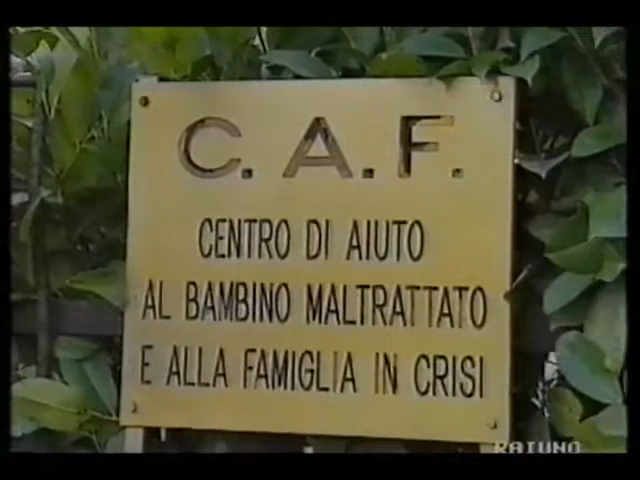 C.A.F.
CENTRO DI AIUTO
AL BAMBINO MALTRATTATO
E ALLA FAMIGLIA IN CRISI
RAIUNO